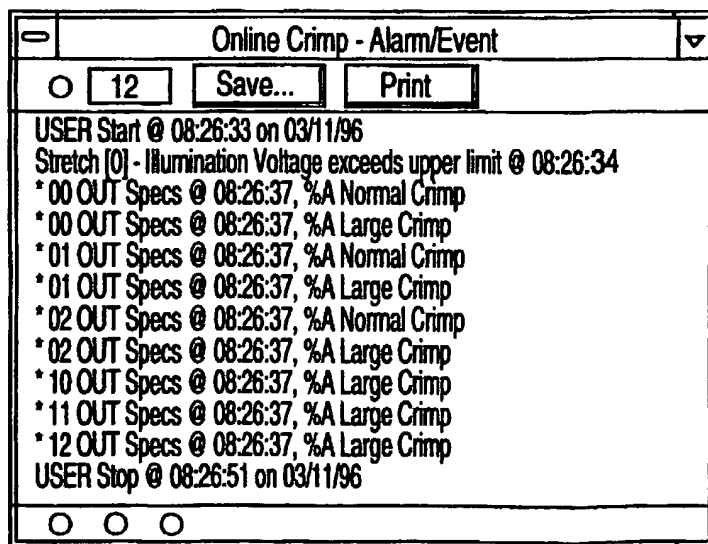 Online Crimp - Alarm/Event
12 Save... Print
USER Start @ 08:26:33 on 03/11/96
Stretch [0] - Illumination Voltage exceeds upper limit @ 08:26:34
* 00 OUT Specs @ 08:26:37, %A Normal Crimp
* 00 OUT Specs @ 08:26:37, %A Large Crimp
* 01 OUT Specs @ 08:26:37, %A Normal Crimp
* 01 OUT Specs @ 08:26:37, %A Large Crimp
* 02 OUT Specs @ 08:26:37, %A Normal Crimp
* 02 OUT Specs @ 08:26:37, %A Large Crimp
* 10 OUT Specs @ 08:26:37, %A Large Crimp
* 11 OUT Specs @ 08:26:37, %A Large Crimp
* 12 OUT Specs @ 08:26:37, %A Large Crimp
USER Stop @ 08:26:51 on 03/11/96